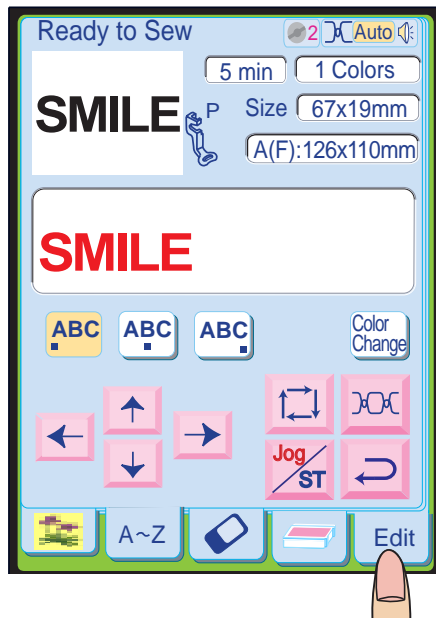 Ready to Sew 2 Auto
5 min 1 Colors
SMILE P Size 67x19mm
A(F):126x110mm
SMILE
ABC ABC ABC Color Change
Jog/ST
A~Z Edit